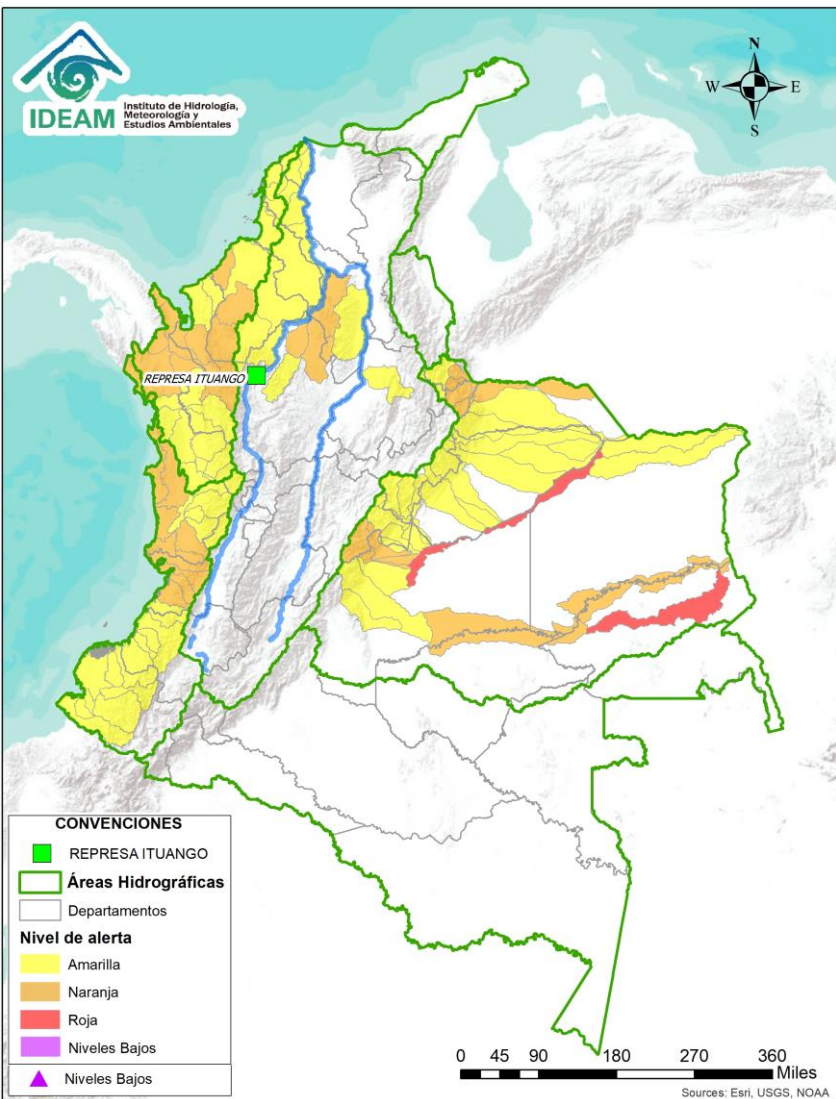 IDEAM
Instituto de Hidrología,
Meteorología y
Estudios Ambientales
N
W
E
S
REPRESA ITUANGO
CONVENCIONES
REPRESA ITUANGO
Áreas Hidrográficas
Departamentos
Nivel de alerta
Amarilla
Naranja
Roja
Niveles Bajos
Niveles Bajos
0 45 90 180 270 360
Miles
Sources: Esri, USGS, NOAA